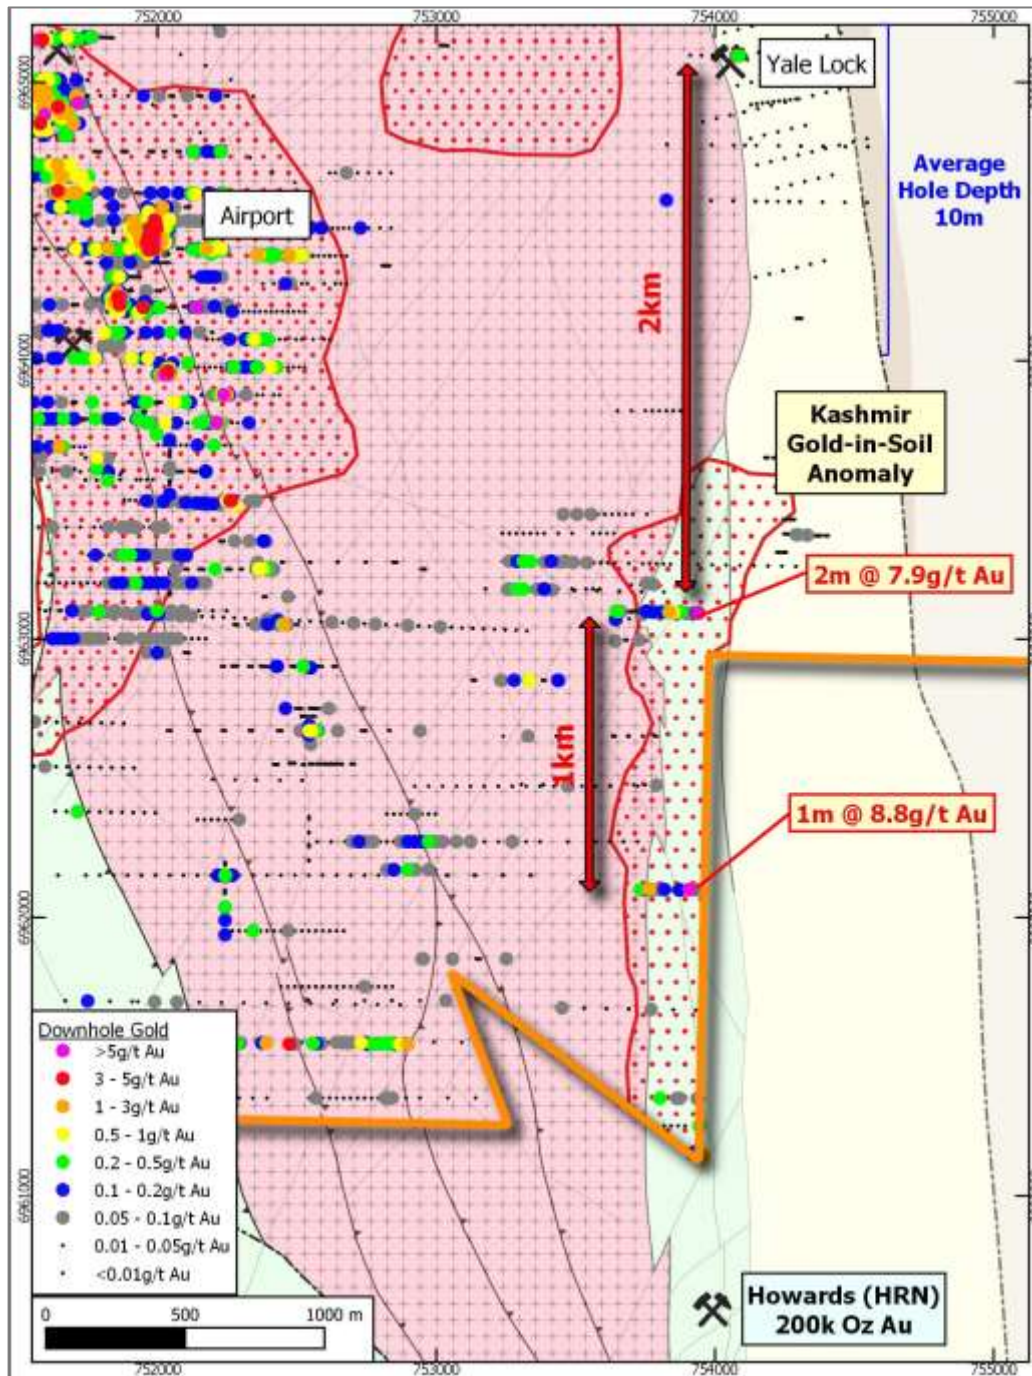 752000
753000
754000
755000
Yale Lock
6965000
Average
Hole Depth
10m
Airport
2km
6964000
Kashmir
Gold-in-Soil
Anomaly
2m @ 7.9g/t Au
6963000
1km
1m @ 8.8g/t Au
6962000
Downhole Gold
>5g/t Au
3 - 5g/t Au
1 - 3g/t Au
0.5 - 1g/t Au
0.2 - 0.5g/t Au
0.1 - 0.2g/t Au
0.05 - 0.1g/t Au
0.01 - 0.05g/t Au
<0.01g/t Au
6961000
0 500 1000 m
Howards (HRN)
200k Oz Au
752000
753000
754000
755000